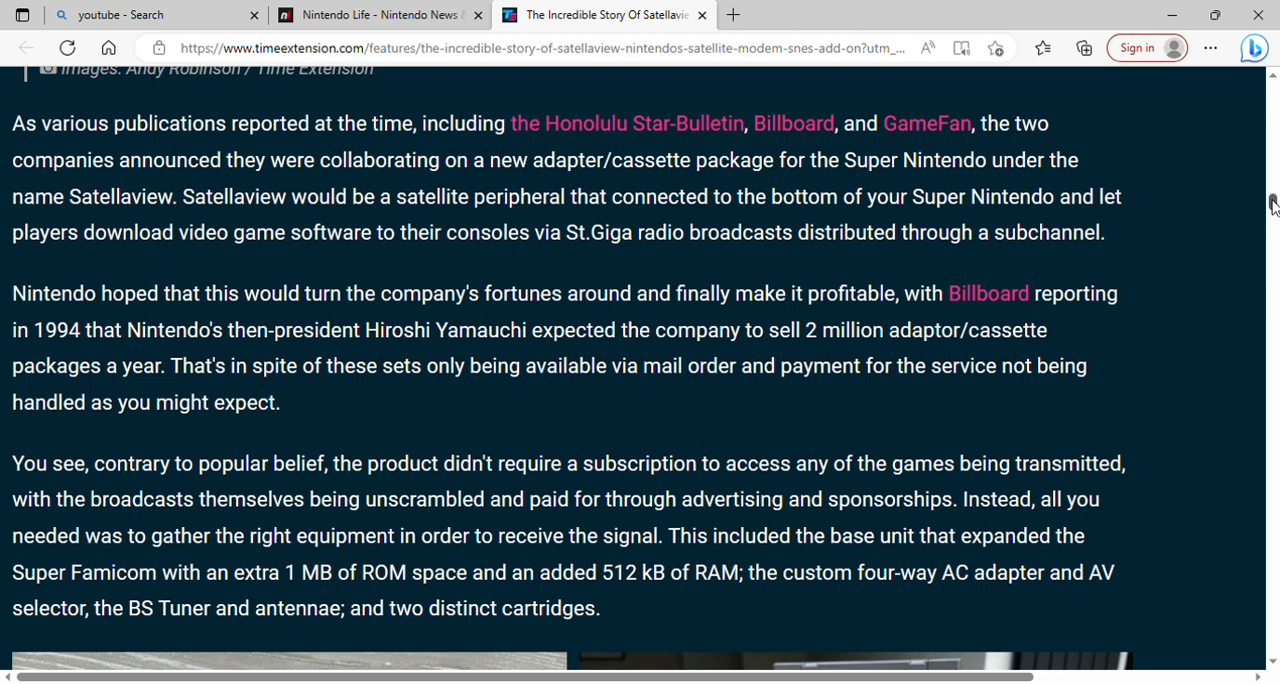 youtube - Search
Nintendo Life - Nintendo News &
The Incredible Story Of Satellavie
https://www.timeextension.com/features/the-incredible-story-of-satellaview-nintendos-satellite-modem-snes-add-on?utm_...
Sign in
Images: Andy Robinson / Time Extension
As various publications reported at the time, including the Honolulu Star-Bulletin, Billboard, and GameFan, the two
companies announced they were collaborating on a new adapter/cassette package for the Super Nintendo under the
name Satellaview. Satellaview would be a satellite peripheral that connected to the bottom of your Super Nintendo and let
players download video game software to their consoles via St.Giga radio broadcasts distributed through a subchannel.
Nintendo hoped that this would turn the company's fortunes around and finally make it profitable, with Billboard reporting
in 1994 that Nintendo's then-president Hiroshi Yamauchi expected the company to sell 2 million adaptor/cassette
packages a year. That's in spite of these sets only being available via mail order and payment for the service not being
handled as you might expect.
You see, contrary to popular belief, the product didn't require a subscription to access any of the games being transmitted,
with the broadcasts themselves being unscrambled and paid for through advertising and sponsorships. Instead, all you
needed was to gather the right equipment in order to receive the signal. This included the base unit that expanded the
Super Famicom with an extra 1 MB of ROM space and an added 512 kB of RAM; the custom four-way AC adapter and AV
selector, the BS Tuner and antennae; and two distinct cartridges.